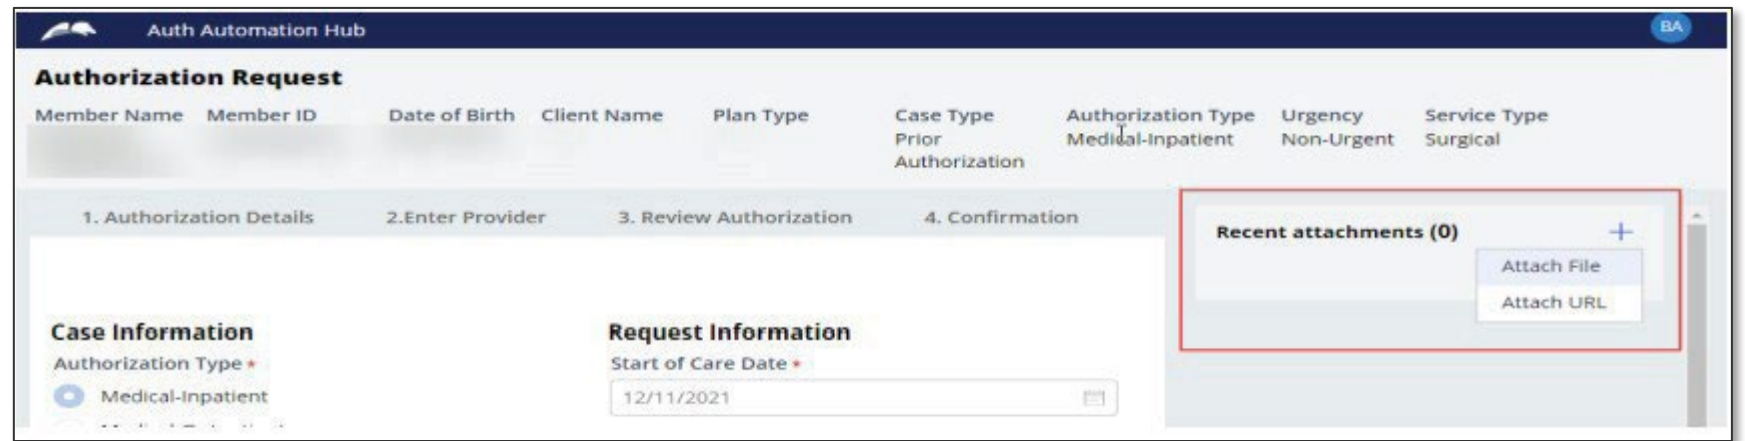 Auth Automation Hub
BA
Authorization Request
Member Name Member ID Date of Birth Client Name Plan Type Case Type Authorization Type Urgency Service Type
Prior Medical-Inpatient Non-Urgent Surgical
Authorization
1. Authorization Details 2.Enter Provider 3. Review Authorization 4. Confirmation
Recent attachments (0) +
Attach File
Attach URL
Case Information Request Information
Authorization Type * Start of Care Date *
Medical-Inpatient 12/11/2021